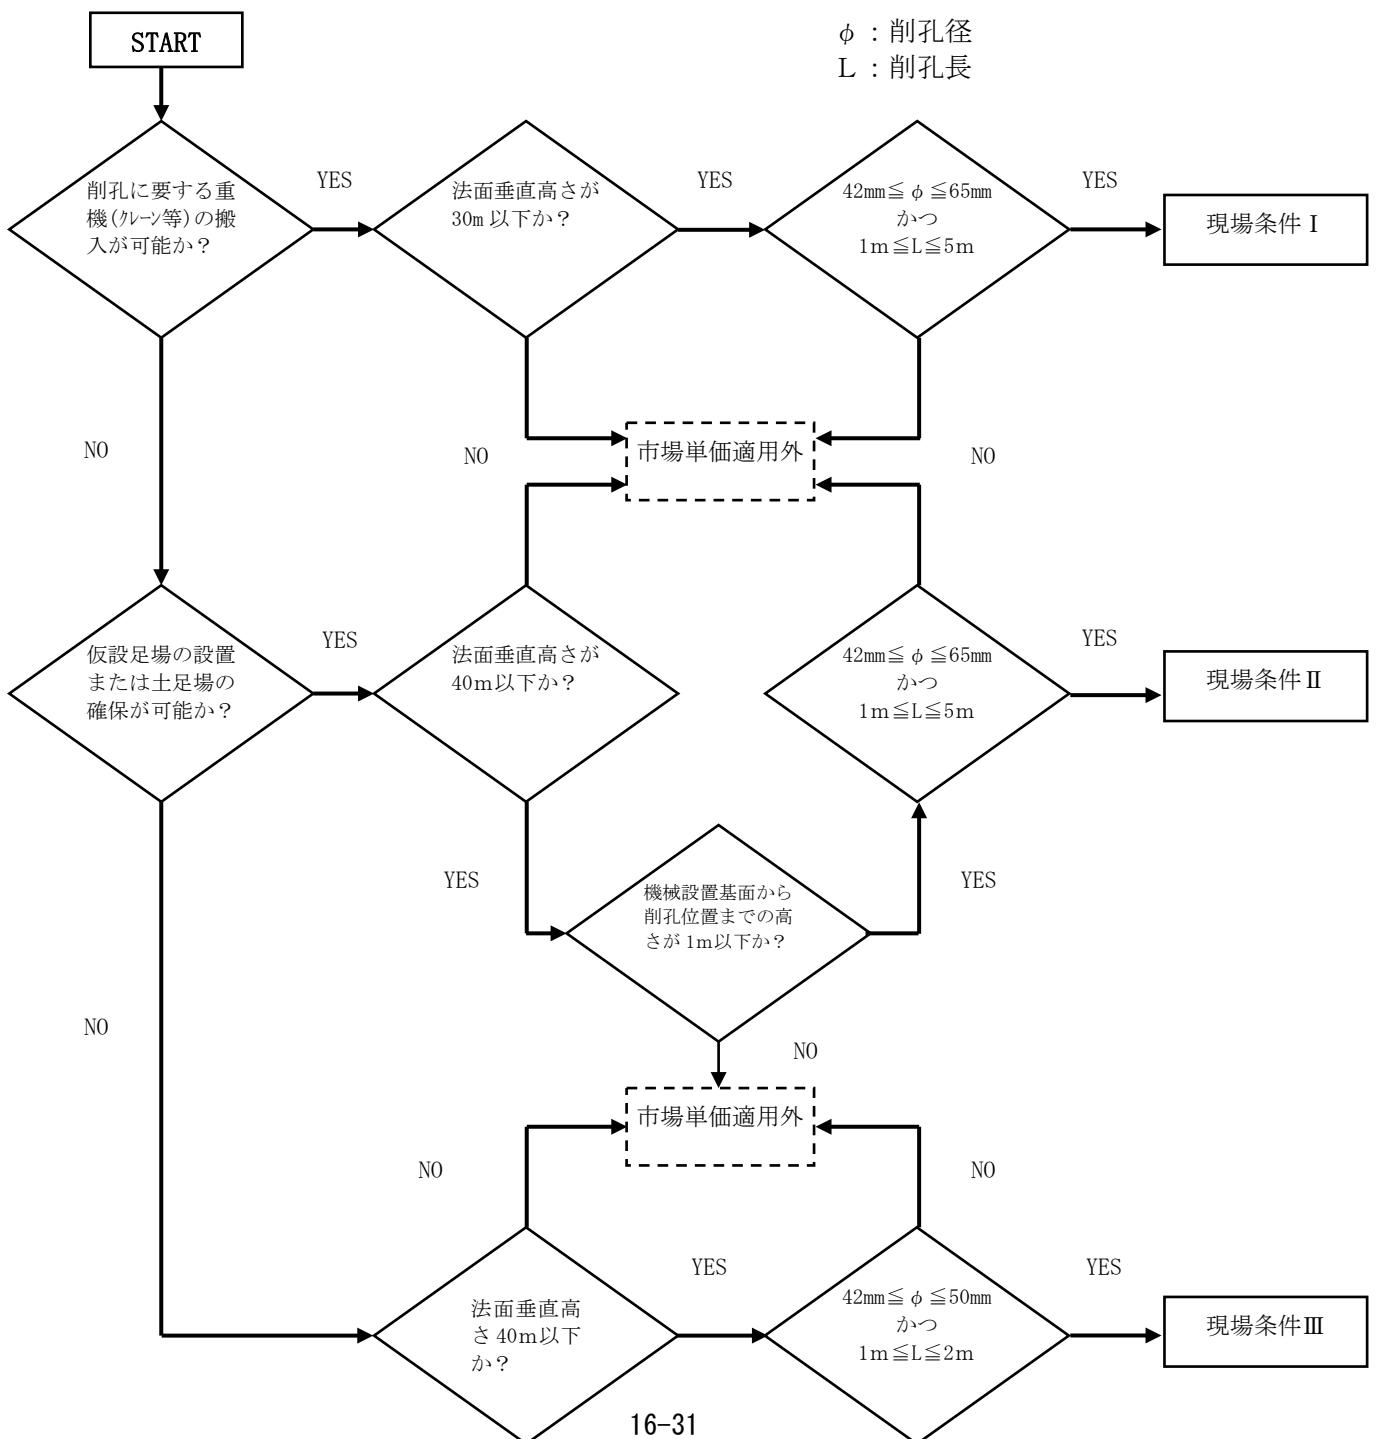 START
φ：削孔径
L：削孔長
削孔に要する重
機(ｸﾚｰﾝ等)の搬
入が可能か？
YES
法面垂直高さが
30m 以下か？
YES
42mm≦φ≦65mm
かつ
1m≦L≦5m
YES
現場条件Ⅰ
NO
NO
市場単価適用外
NO
仮設足場の設置
または土足場の
確保が可能か？
YES
法面垂直高さが
40m以下か？
42mm≦φ≦65mm
かつ
1m≦L≦5m
YES
現場条件Ⅱ
YES
機械設置基面から
削孔位置までの高
さが 1m以下か？
YES
NO
NO
市場単価適用外
NO
NO
法面垂直高
さ 40m以下
か？
YES
42mm≦φ≦50mm
かつ
1m≦L≦2m
YES
現場条件Ⅲ
16-31